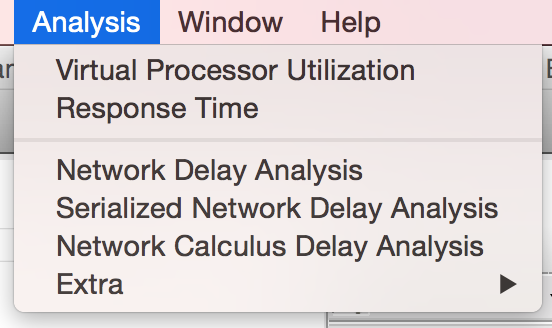 Analysis Window Help
Virtual Processor Utilization
Response Time
Network Delay Analysis
Serialized Network Delay Analysis
Network Calculus Delay Analysis
Extra